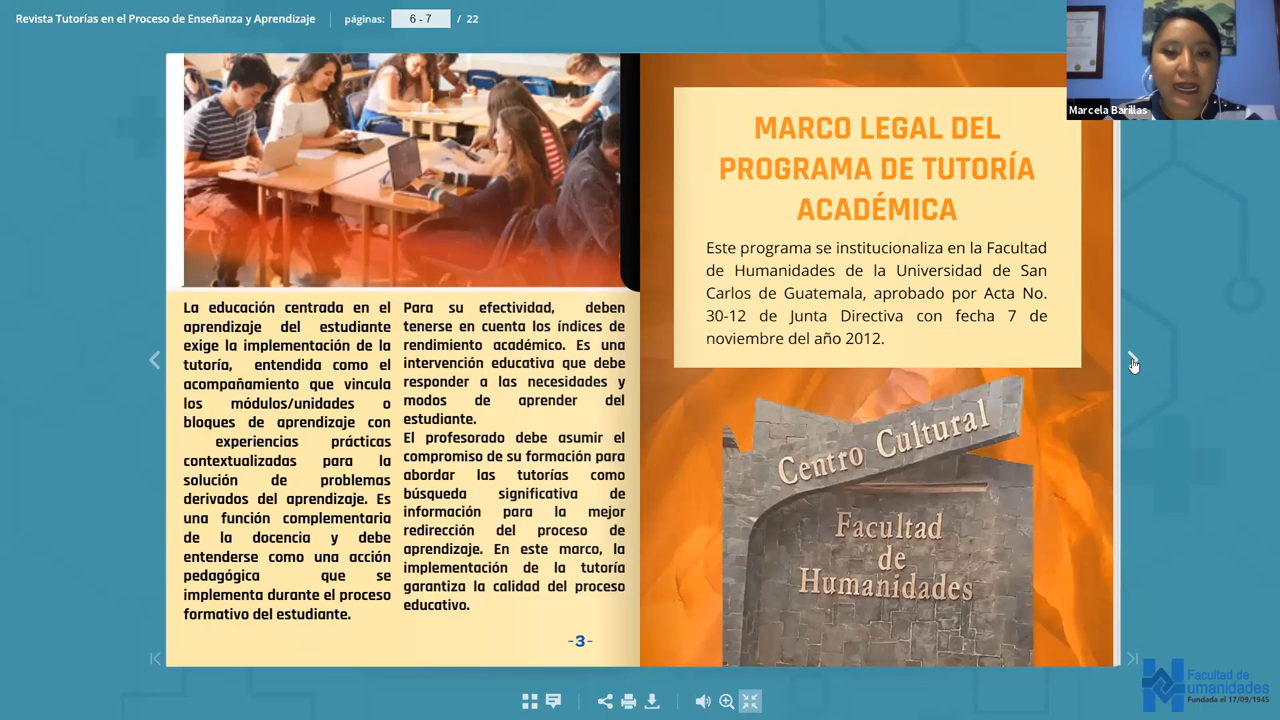 Revista Tutorías en el Proceso de Enseñanza y Aprendizaje
páginas:
6 - 7
/ 22
Marcela Barillas
La educación centrada en el
aprendizaje del estudiante
exige la implementación de la
tutoría, entendida como el
acompañamiento que vincula
los módulos/unidades o
bloques de aprendizaje con
experiencias prácticas
contextualizadas para la
solución de problemas
derivados del aprendizaje. Es
una función complementaria
de la docencia y debe
entenderse como una acción
pedagógica que se
implementa durante el proceso
formativo del estudiante.
Para su efectividad, deben
tenerse en cuenta los índices de
rendimiento académico. Es una
intervención educativa que debe
responder a las necesidades y
modos de aprender del
estudiante.
El profesorado debe asumir el
compromiso de su formación para
abordar las tutorías como
búsqueda significativa de
información para la mejor
redirección del proceso de
aprendizaje. En este marco, la
implementación de la tutoría
garantiza la calidad del proceso
educativo.
-3-
MARCO LEGAL DEL
PROGRAMA DE TUTORÍA
ACADÉMICA
Este programa se institucionaliza en la Facultad
de Humanidades de la Universidad de San
Carlos de Guatemala, aprobado por Acta No.
30-12 de Junta Directiva con fecha 7 de
noviembre del año 2012.
Centro Cultural
Facultad
de
Humanidades
Facultad de
umanidades
Fundada el 17/09/1945